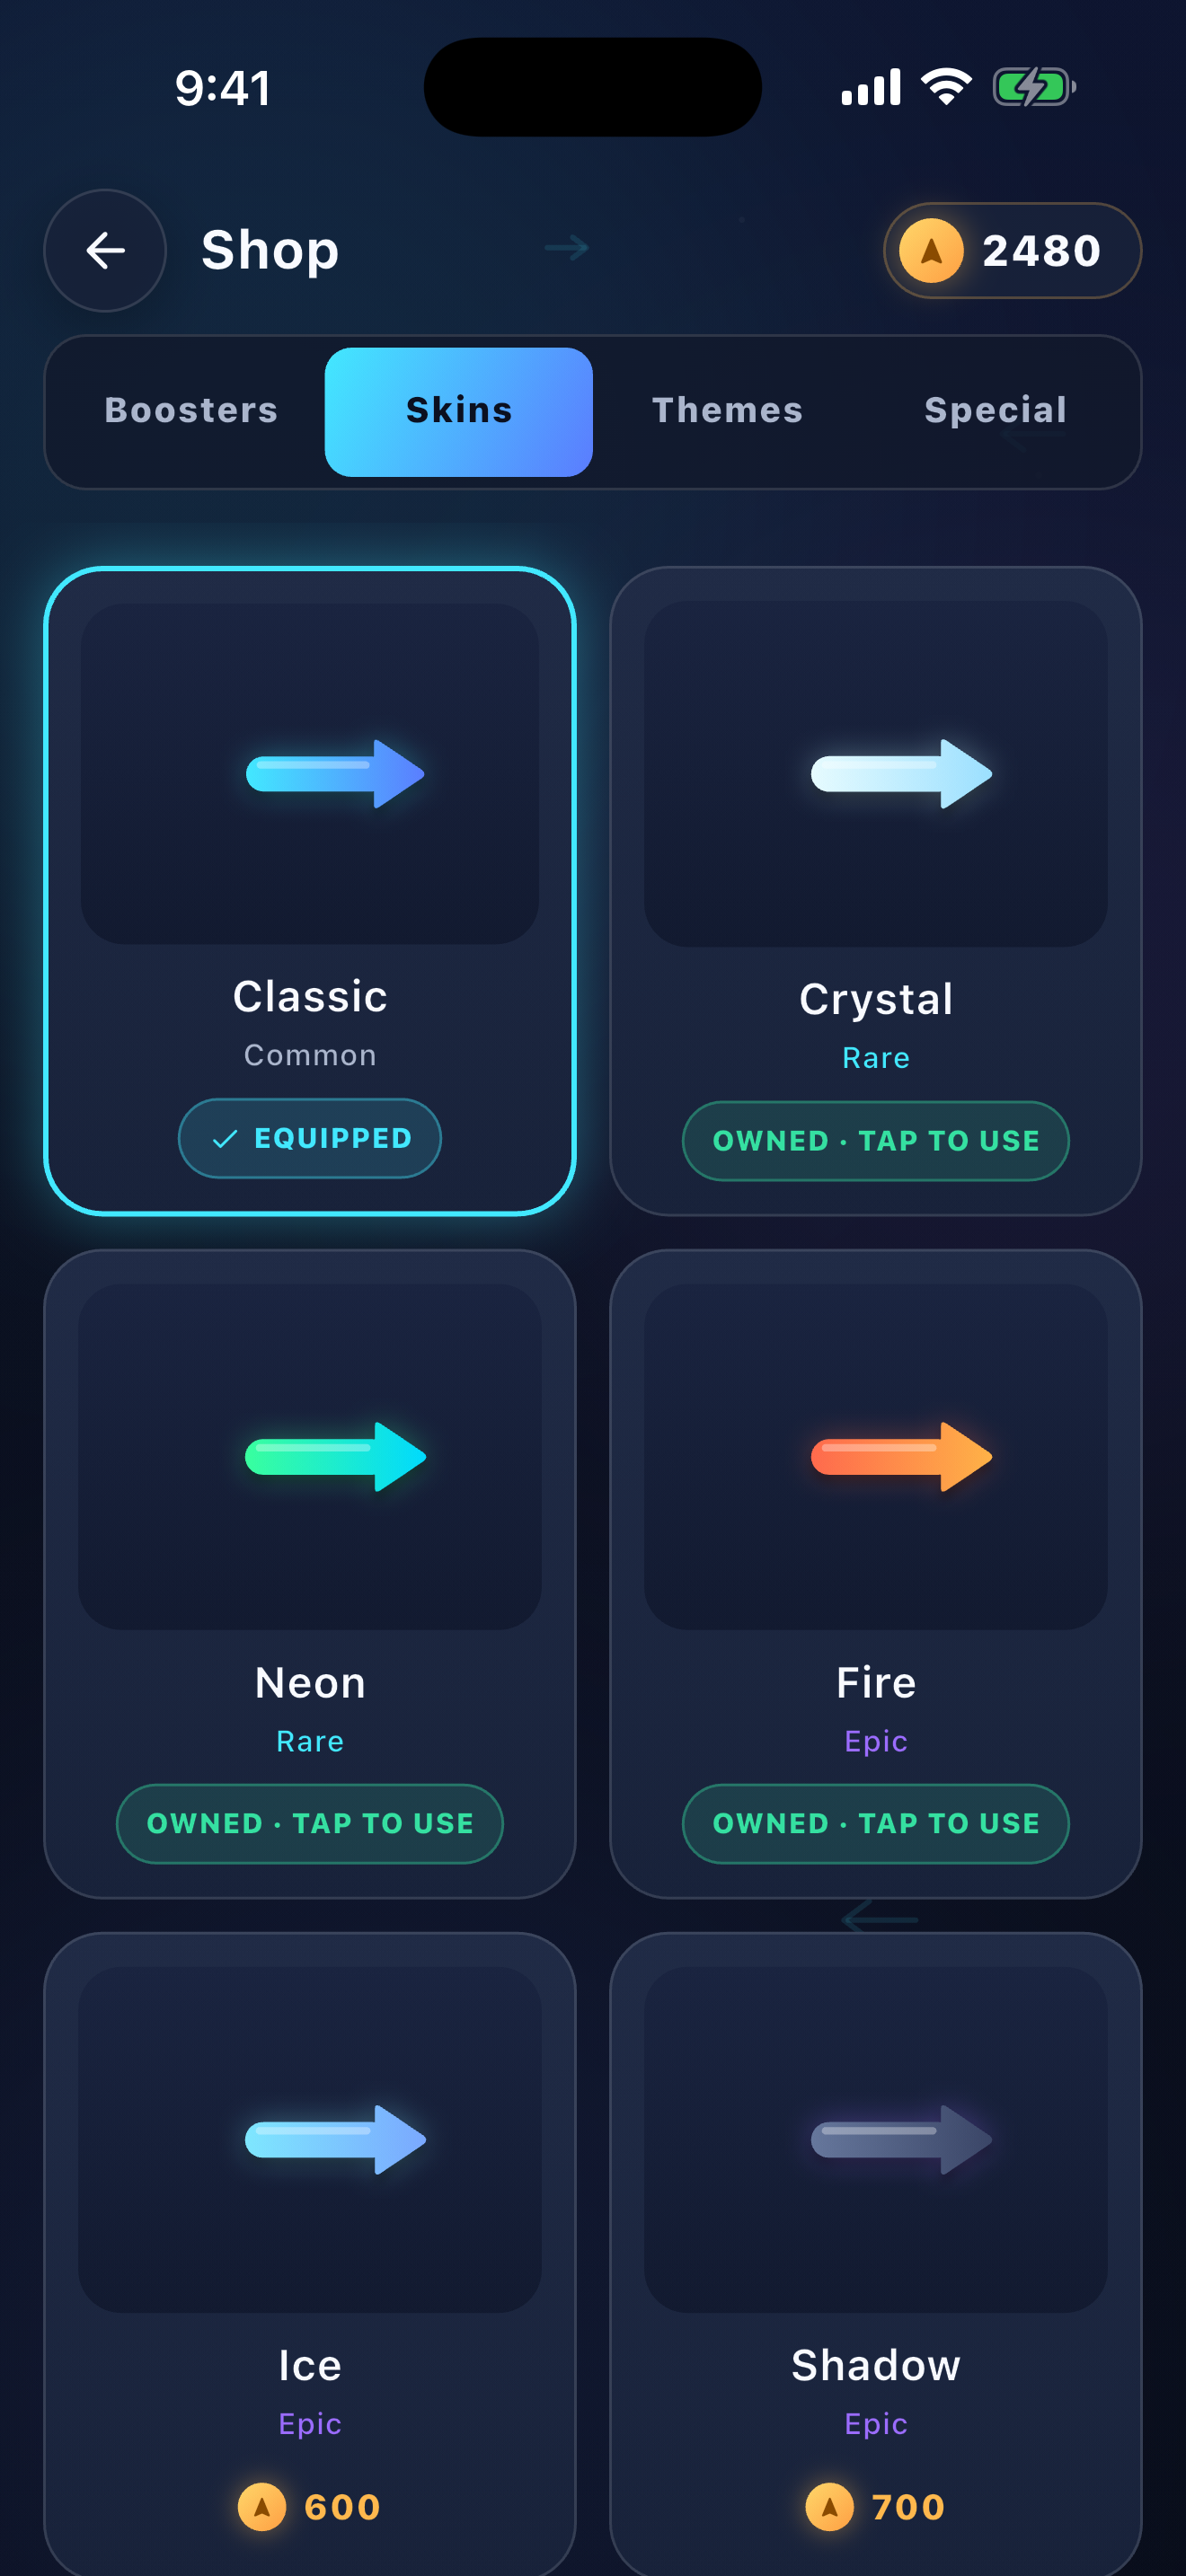 9:41
Shop
2480
Boosters
Skins
Themes
Special
Classic
Common
EQUIPPED
Crystal
Rare
OWNED · TAP TO USE
Neon
Rare
OWNED · TAP TO USE
Fire
Epic
OWNED · TAP TO USE
Ice
Epic
600
Shadow
Epic
700